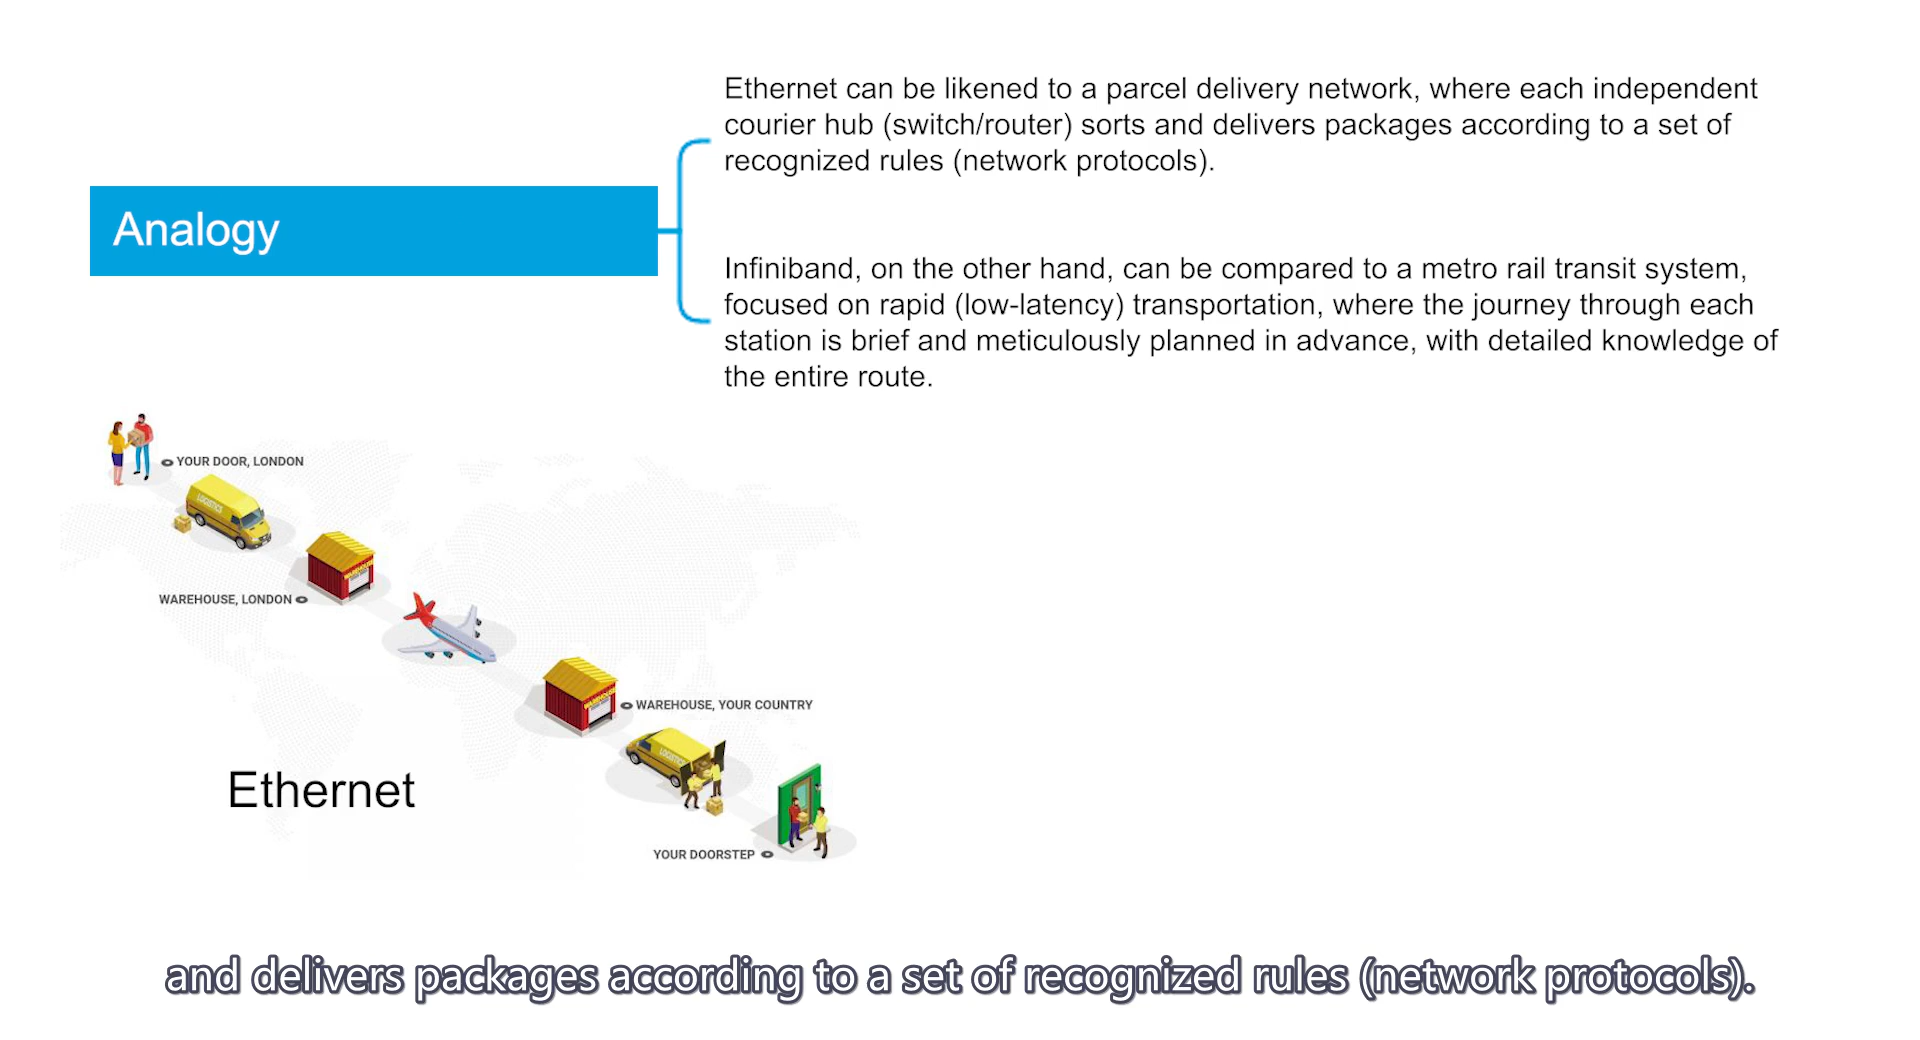 Ethernet can be likened to a parcel delivery network, where each independent
courier hub (switch/router) sorts and delivers packages according to a set of
recognized rules (network protocols).
Analogy
Infiniband, on the other hand, can be compared to a metro rail transit system,
focused on rapid (low-latency) transportation, where the journey through each
station is brief and meticulously planned in advance, with detailed knowledge of
the entire route.
YOUR DOOR, LONDON
LOGISTICS
WAREHOUSE
WAREHOUSE, LONDON
WAREHOUSE
WAREHOUSE, YOUR COUNTRY
LOGISTICS
Ethernet
YOUR DOORSTEP
and delivers packages according to a set of recognized rules (network protocols).